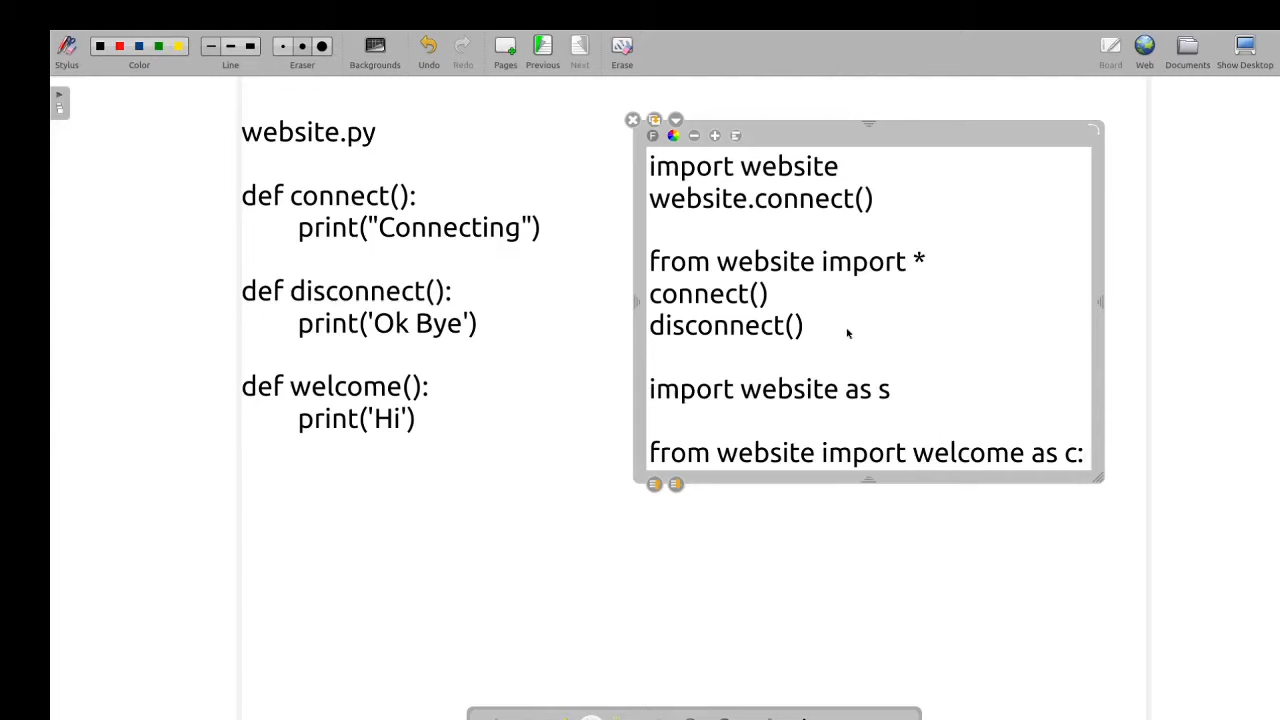 Stylus
Color
Line
Eraser
Backgrounds
Undo
Redo
Pages
Previous
Next
Erase
Board
Web
Documents
Show Desktop
website.py
def connect():
print("Connecting")
def disconnect():
print('Ok Bye')
def welcome():
print('Hi')
F
import website
website.connect()
from website import *
connect()
disconnect()
import website as s
from website import welcome as c: